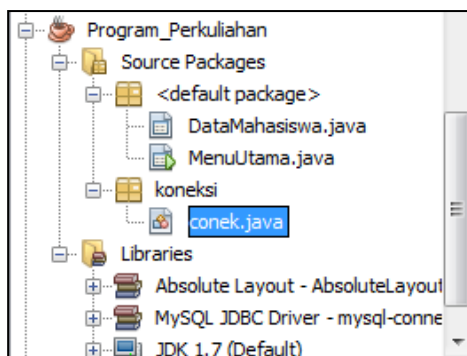 Program_Perkuliahan
Source Packages
<default package>
DataMahasiswa.java
MenuUtama.java
koneksi
conek.java
Libraries
Absolute Layout - AbsoluteLayout
MySQL JDBC Driver - mysql-conne
JDK 1.7 (Default)